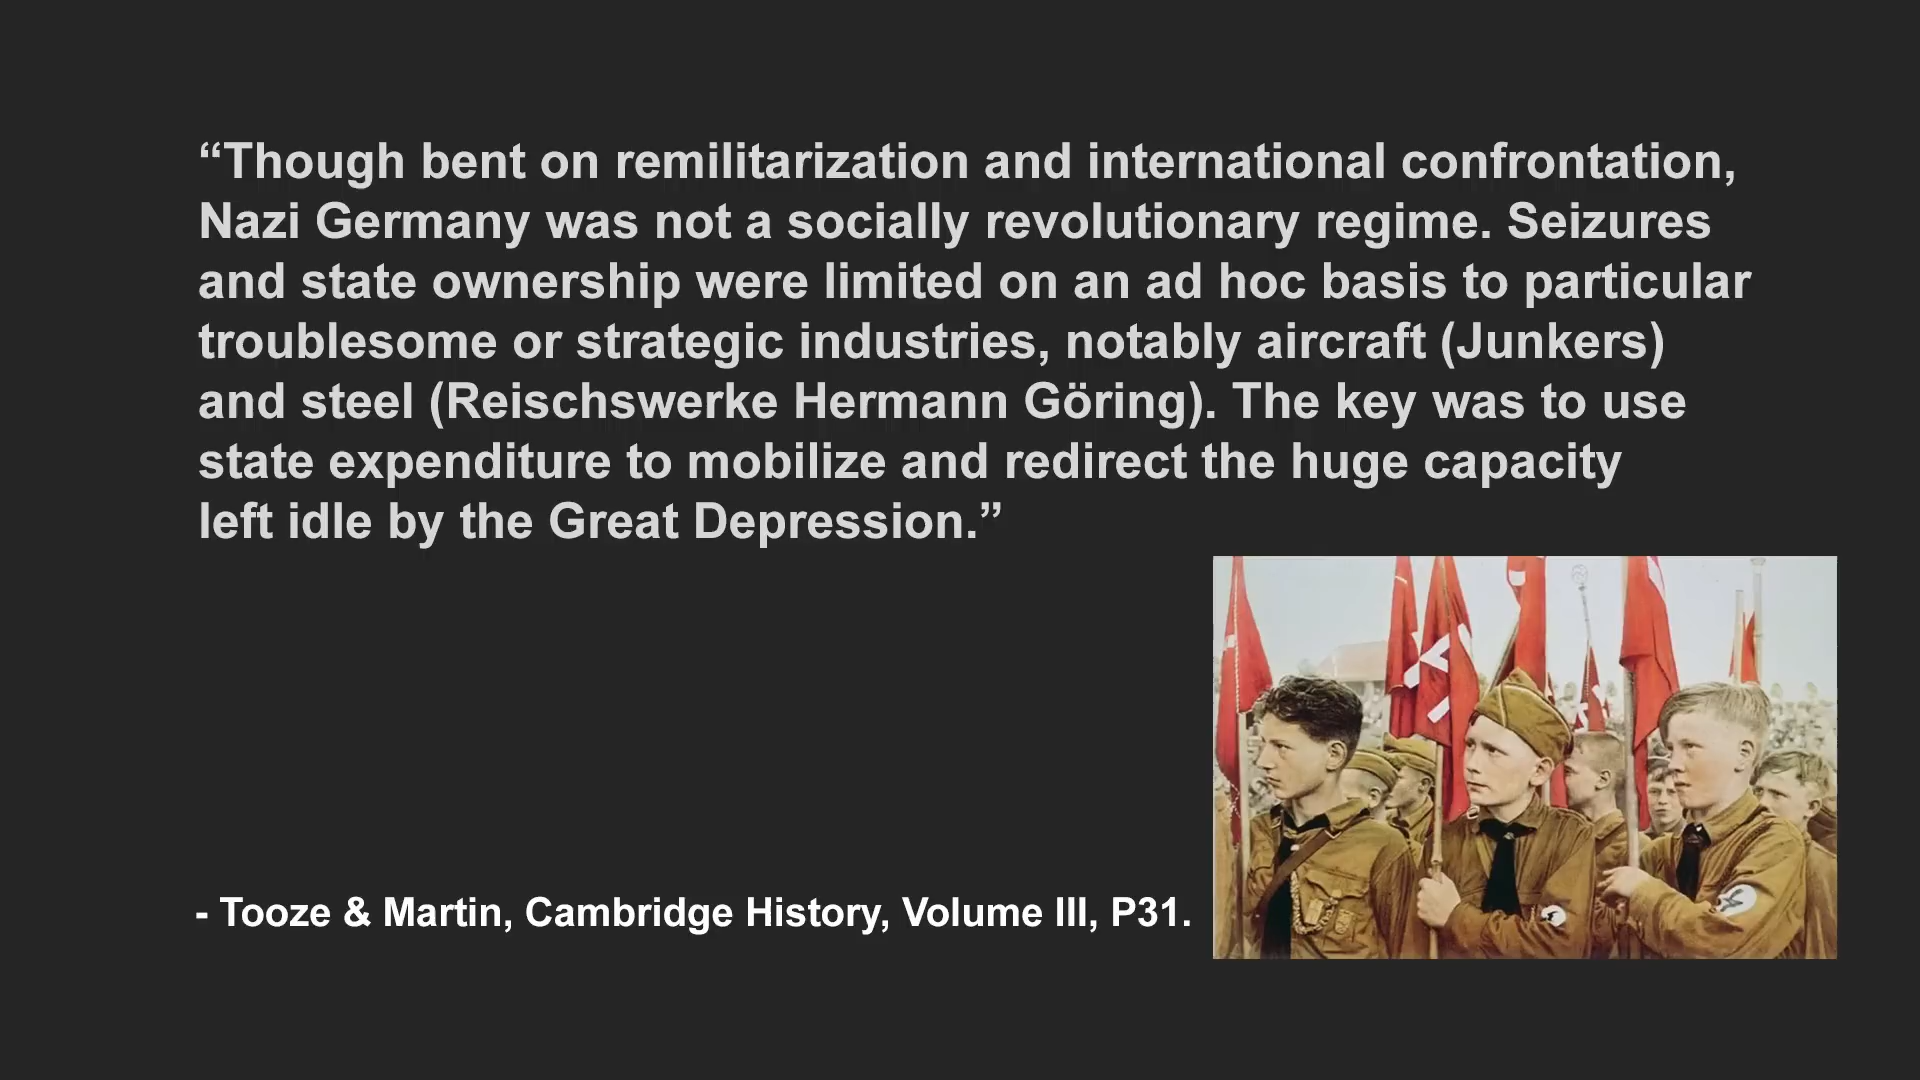 “Though bent on remilitarization and international confrontation,
Nazi Germany was not a socially revolutionary regime. Seizures
and state ownership were limited on an ad hoc basis to particular
troublesome or strategic industries, notably aircraft (Junkers)
and steel (Reischswerke Hermann Göring). The key was to use
state expenditure to mobilize and redirect the huge capacity
left idle by the Great Depression.”
- Tooze & Martin, Cambridge History, Volume III, P31.